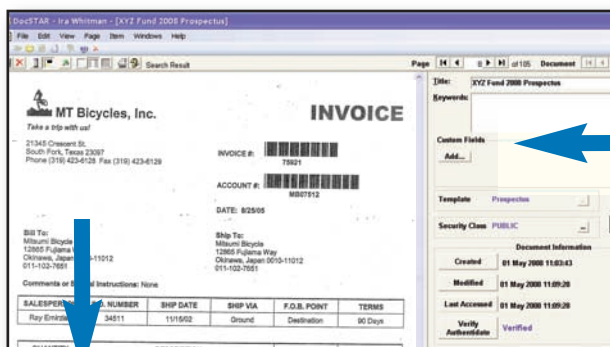 DocSTAR - Ira Whitman - [XYZ Fund 2008 Prospectus]
File Edit View Page Item Windows Help
Search Result
Page
of 105 Document
Title: XYZ Fund 2008 Prospectus
Keywords:
Custom Fields
Add...
Template Prospectus
Security Class PUBLIC
Document Information
Created 01 May 2008 11:03:43
Modified 01 May 2008 11:09:20
Last Accessed 01 May 2008 11:09:20
Verify Authentidate Verified
MT Bicycles, Inc.
INVOICE
Take a trip with us!
21345 Crescent St.
South Fork, Texas 23097
Phone (319) 423-6128 Fax (319) 423-6129
INVOICE #:
75921
ACCOUNT #:
MB07512
DATE: 8/25/05
Bill To:
Mitsumi Bicycle
12865 Fujiama
Okinawa, Japan 0010-11012
011-102-7651
Ship To:
Mitsumi Bicycle
12865 Fujiama Way
Okinawa, Japan 0010-11012
011-102-7651
Comments or Special Instructions: None
SALESPERSON P.O. NUMBER SHIP DATE SHIP VIA F.O.B. POINT TERMS
Ray 34511 11/15/02 Ground Destination 90 Days